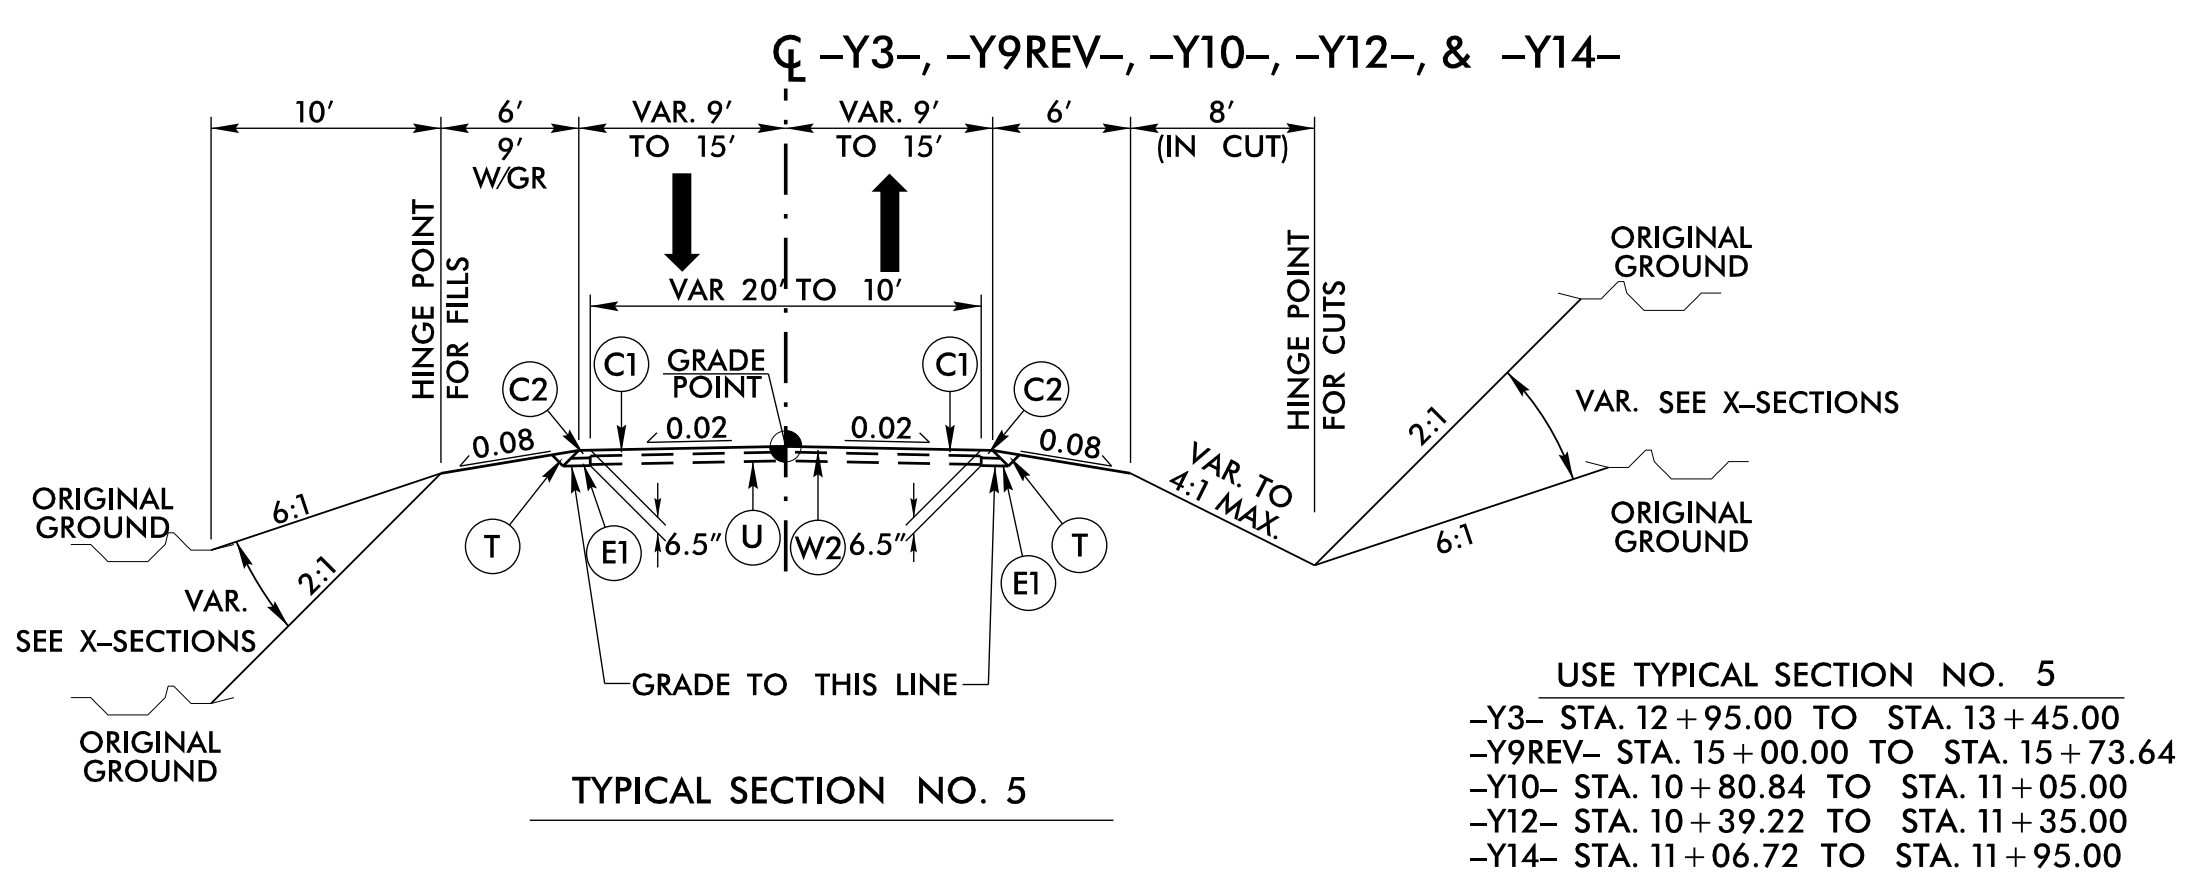 ℄ –Y3–, –Y9REV–, –Y10–, –Y12–, & –Y14–
10′
6′
9′
W/GR
VAR. 9′
TO 15′
VAR. 9′
TO 15′
6′
8′
(IN CUT)
HINGE POINT
FOR FILLS
HINGE POINT
FOR CUTS
VAR 20′ TO 10′
ORIGINAL
GROUND
C2
C1
GRADE
POINT
C1
C2
VAR. SEE X–SECTIONS
2:1
0.08
0.02
0.02
0.08
VAR. TO
4:1 MAX.
ORIGINAL
GROUND
6:1
6:1
ORIGINAL
GROUND
T
E1
6.5″
U
W2
6.5″
E1
T
2:1
VAR.
SEE X–SECTIONS
GRADE TO THIS LINE
ORIGINAL
GROUND
TYPICAL SECTION NO. 5
USE TYPICAL SECTION NO. 5
–Y3– STA. 12+95.00 TO STA. 13+45.00
–Y9REV– STA. 15+00.00 TO STA. 15+73.64
–Y10– STA. 10+80.84 TO STA. 11+05.00
–Y12– STA. 10+39.22 TO STA. 11+35.00
–Y14– STA. 11+06.72 TO STA. 11+95.00